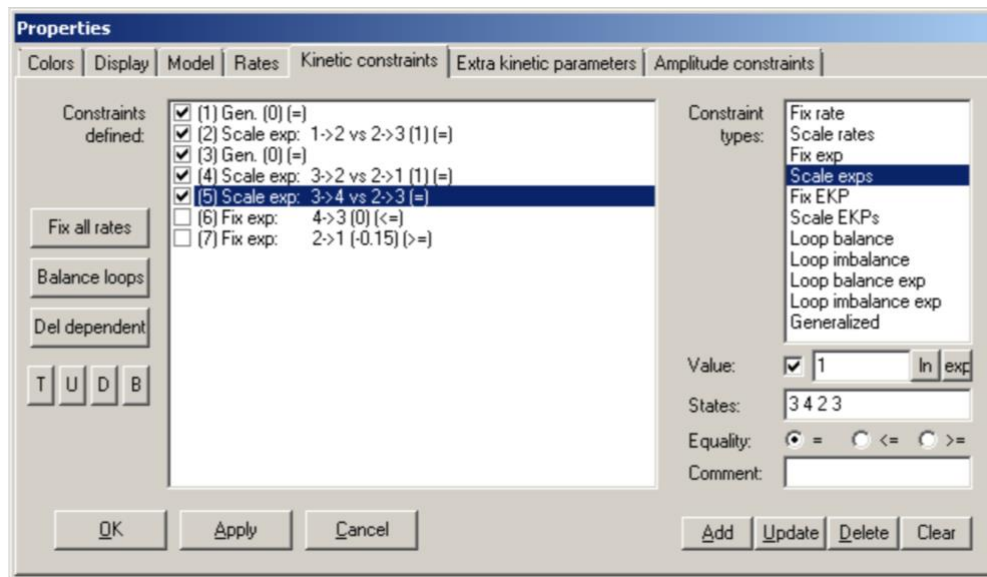 Properties
Colors Display Model Rates Kinetic constraints Extra kinetic parameters Amplitude constraints
Constraints defined:
(1) Gen. (0) (=)
(2) Scale exp: 1->2 vs 2->3 (1) (=)
(3) Gen. (0) (=)
(4) Scale exp: 3->2 vs 2->1 (1) (=)
(5) Scale exp: 3->4 vs 2->3 (=)
(6) Fix exp: 4->3 (0) (<=)
(7) Fix exp: 2->1 (-0.15) (>=)
Fix all rates
Balance loops
Del dependent
T U D B
Constraint types:
Fix rate
Scale rates
Fix exp
Scale exps
Fix EKP
Scale EKPs
Loop balance
Loop imbalance
Loop balance exp
Loop imbalance exp
Generalized
Value: 1 ln exp
States: 3 4 2 3
Equality: = <= >=
Comment:
OK Apply Cancel
Add Update Delete Clear